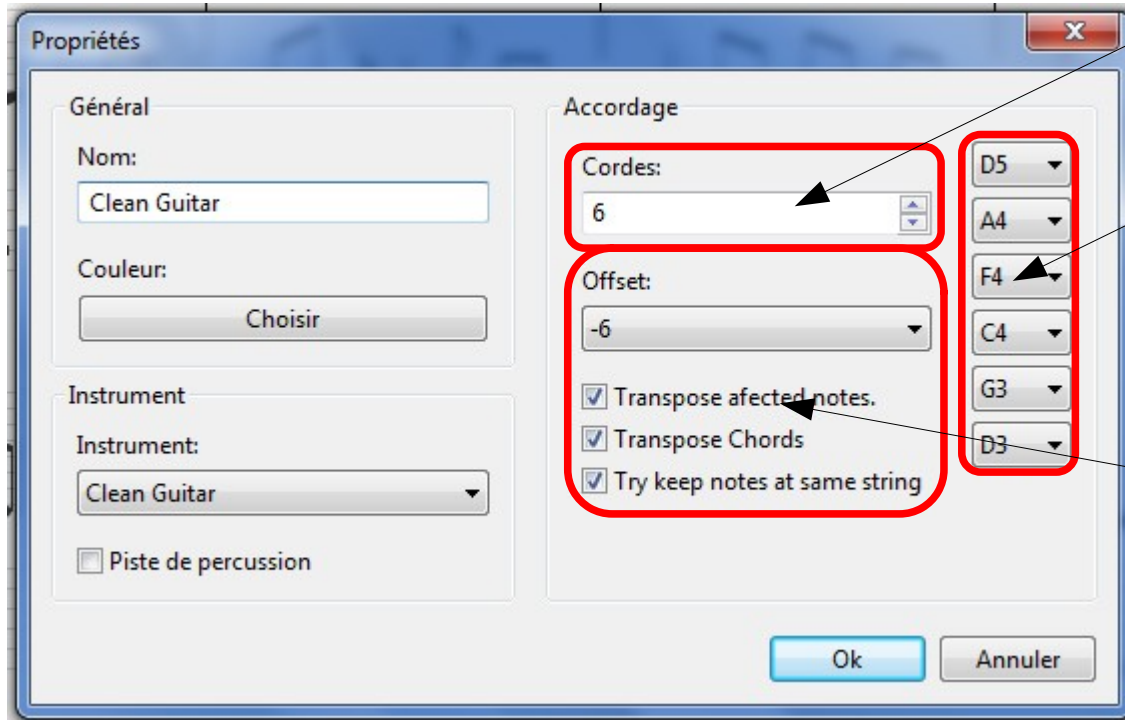 Propriétés
Général
Nom:
Clean Guitar
Couleur:
Choisir
Instrument
Instrument:
Clean Guitar
Piste de percussion
Accordage
Cordes:
6
Offset:
-6
Transpose afected notes.
Transpose Chords
Try keep notes at same string
D5
A4
F4
C4
G3
D3
Ok
Annuler